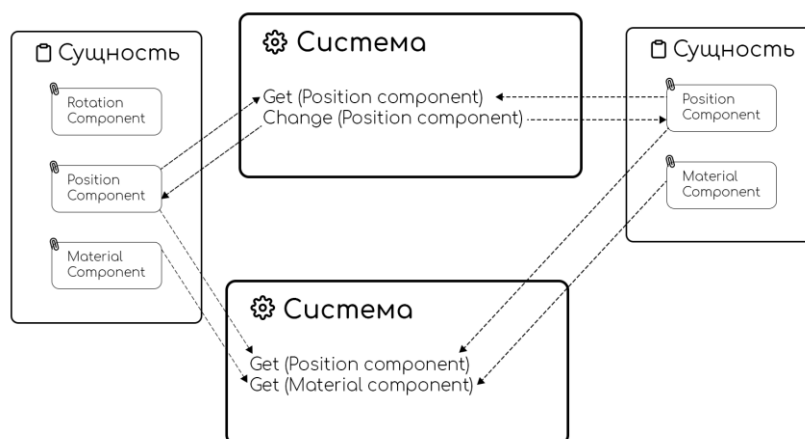 Сущность
Rotation
Component
Position
Component
Material
Component
Система
Get (Position component)
Change (Position component)
Сущность
Position
Component
Material
Component
Система
Get (Position component)
Get (Material component)